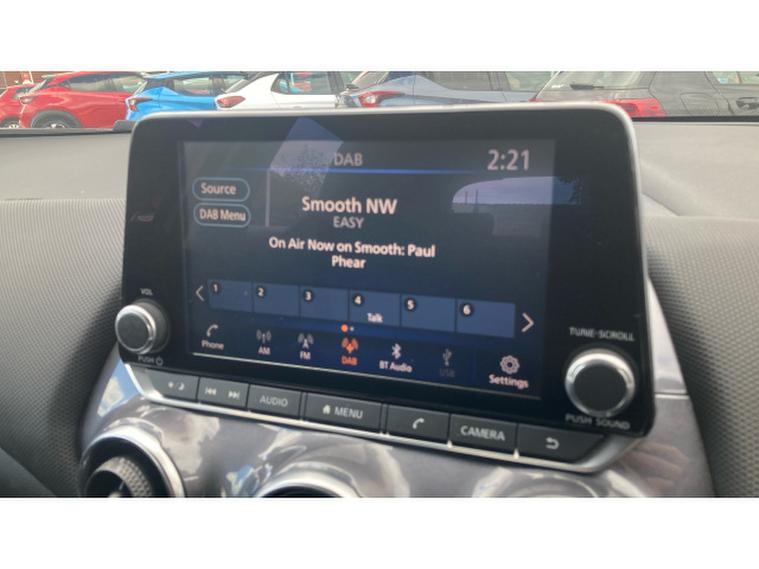 DAB
2:21
Source
DAB Menu
Smooth NW
EASY
On Air Now on Smooth: Paul
Phear
1 2 3 4 5 6
Talk
Phone AM FM DAB BT Audio USB Settings
VOL
PUSH
TUNE·SCROLL
PUSH SOUND
AUDIO MENU CAMERA